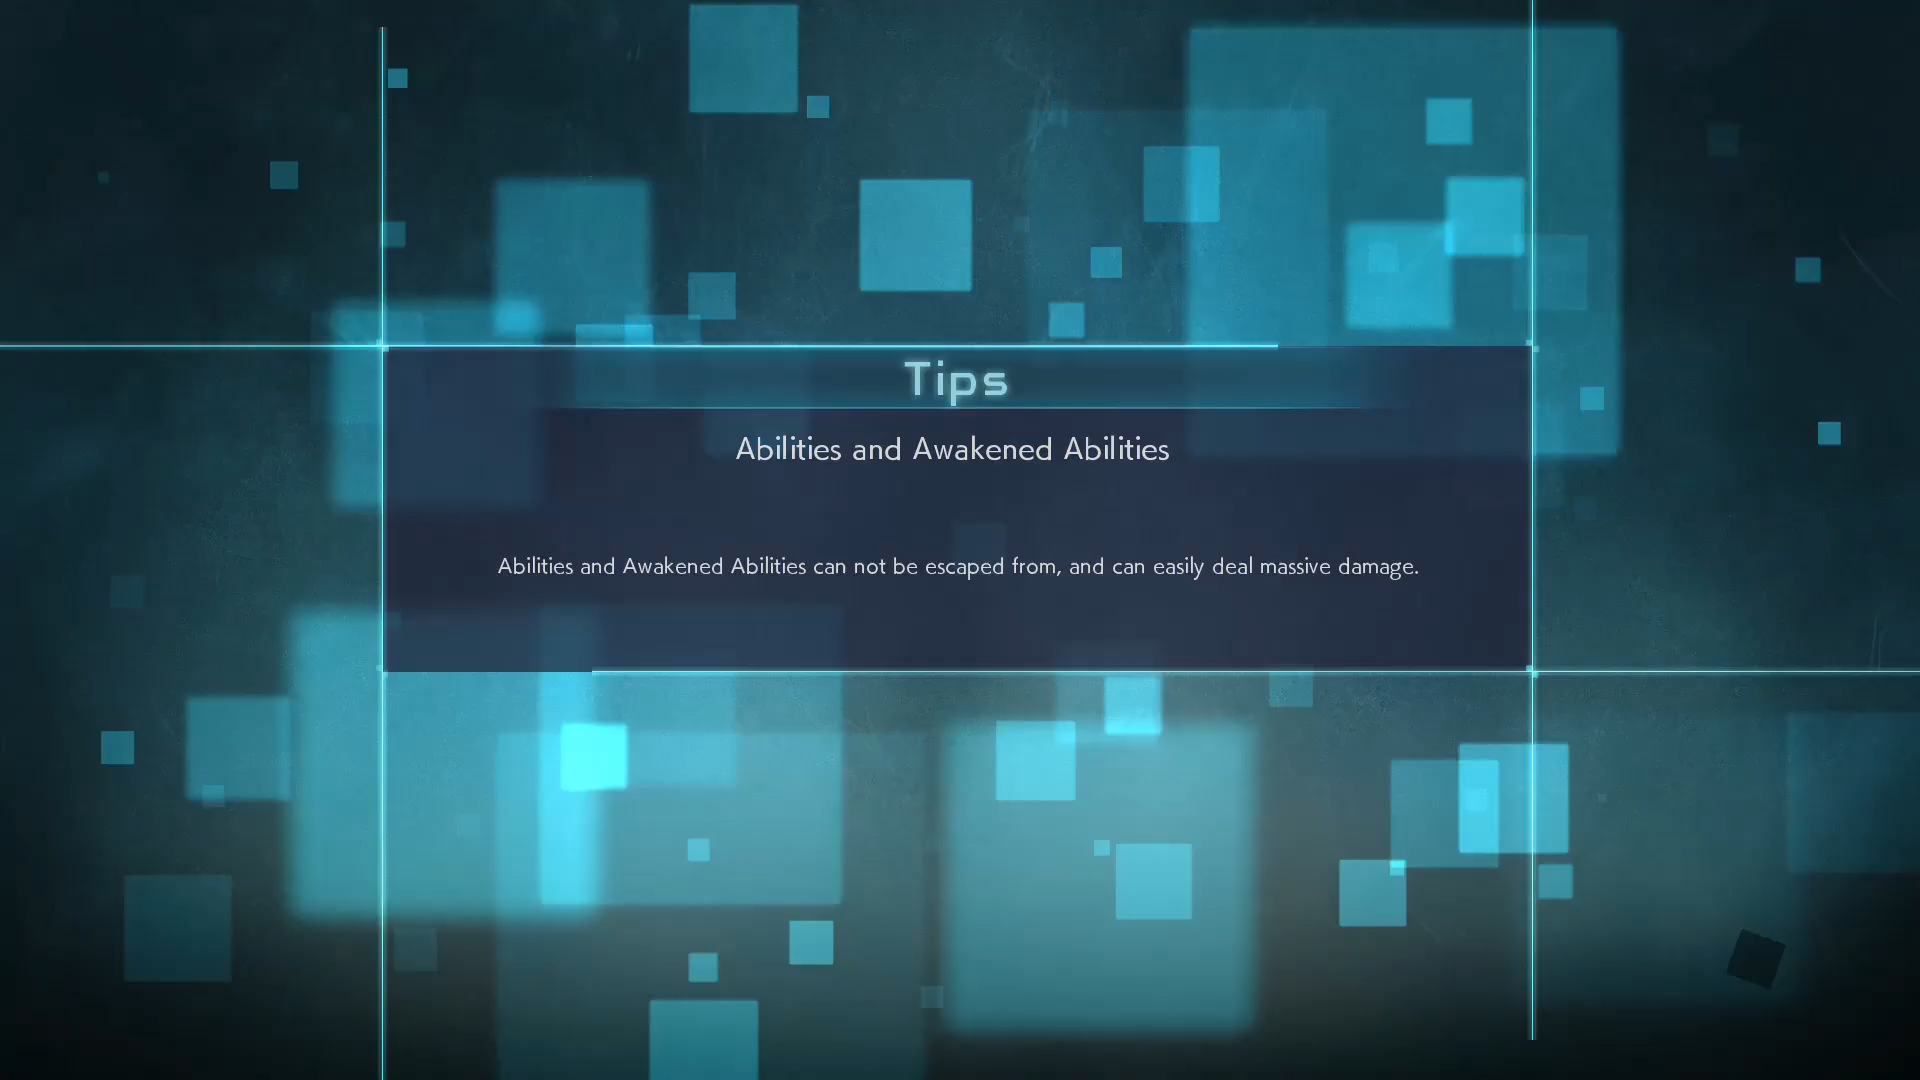 Tips
Abilities and Awakened Abilities
Abilities and Awakened Abilities can not be escaped from, and can easily deal massive damage.